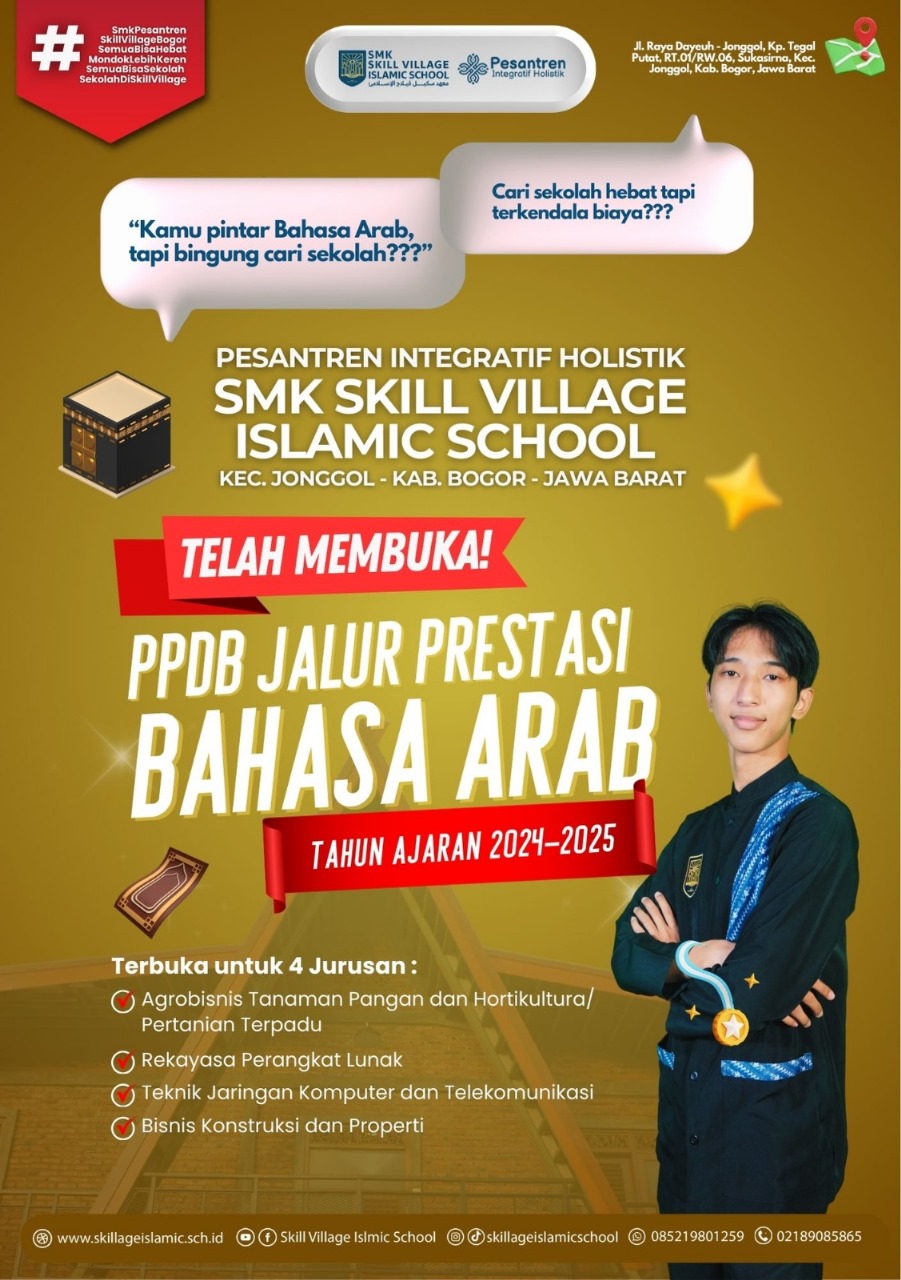 #
SmkPesantren
SkillVillageBogor
SemuaBisaHebat
MondokLebihKeren
SemuaBisaSekolah
SekolahDiSkillVillage
SMK
SKILL VILLAGE
ISLAMIC SCHOOL
Pesantren
Integratif Holistik
Jl. Raya Dayeuh - Jonggol, Kp. Tegal
Putat, RT.01/RW.06, Sukasirna, Kec.
Jonggol, Kab. Bogor, Jawa Barat
Cari sekolah hebat tapi
terkendala biaya???
“Kamu pintar Bahasa Arab,
tapi bingung cari sekolah???”
PESANTREN INTEGRATIF HOLISTIK
SMK SKILL VILLAGE
ISLAMIC SCHOOL
KEC. JONGGOL - KAB. BOGOR - JAWA BARAT
TELAH MEMBUKA!
PPDB JALUR PRESTASI
BAHASA ARAB
TAHUN AJARAN 2024–2025
Terbuka untuk 4 Jurusan :
Agrobisnis Tanaman Pangan dan Hortikultura/
Pertanian Terpadu
Rekayasa Perangkat Lunak
Teknik Jaringan Komputer dan Telekomunikasi
Bisnis Konstruksi dan Properti
www.skillageislamic.sch.id Skill Village Islmic School skillageislamicschool 085219801259 02189085865